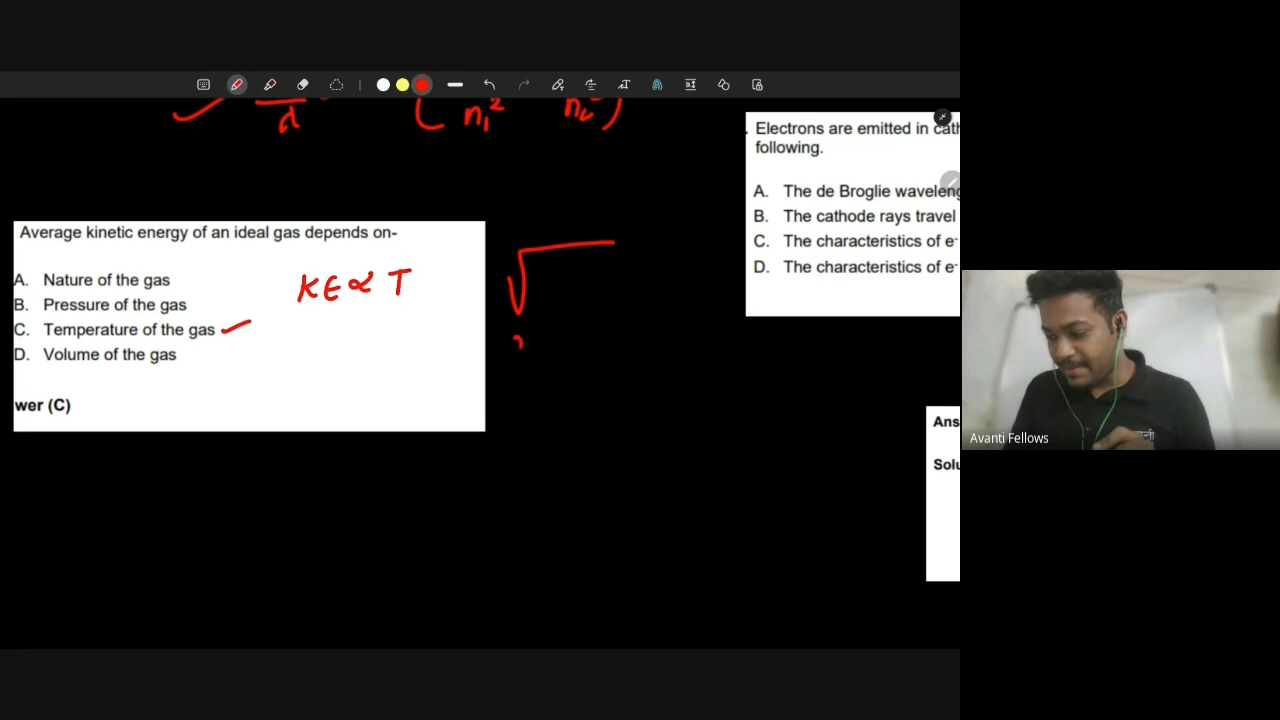 n₁² n₂²
d
Average kinetic energy of an ideal gas depends on-
A. Nature of the gas
B. Pressure of the gas
C. Temperature of the gas
D. Volume of the gas
KE ∝ T
wer (C)
Electrons are emitted in cath
following.
A. The de Broglie waveleng
B. The cathode rays travel
C. The characteristics of e-
D. The characteristics of e-
Ans
Solu
Avanti Fellows